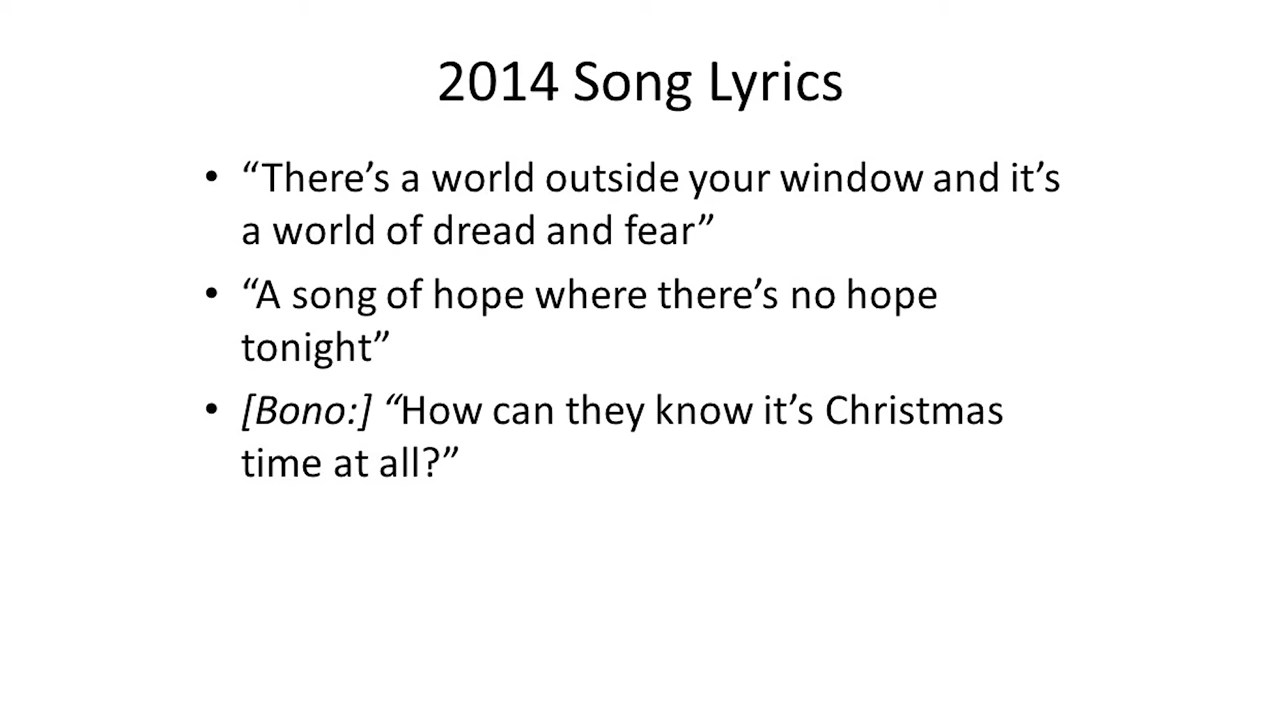 2014 Song Lyrics
• “There’s a world outside your window and it’s
a world of dread and fear”
• “A song of hope where there’s no hope
tonight”
• [Bono:] “How can they know it’s Christmas
time at all?”